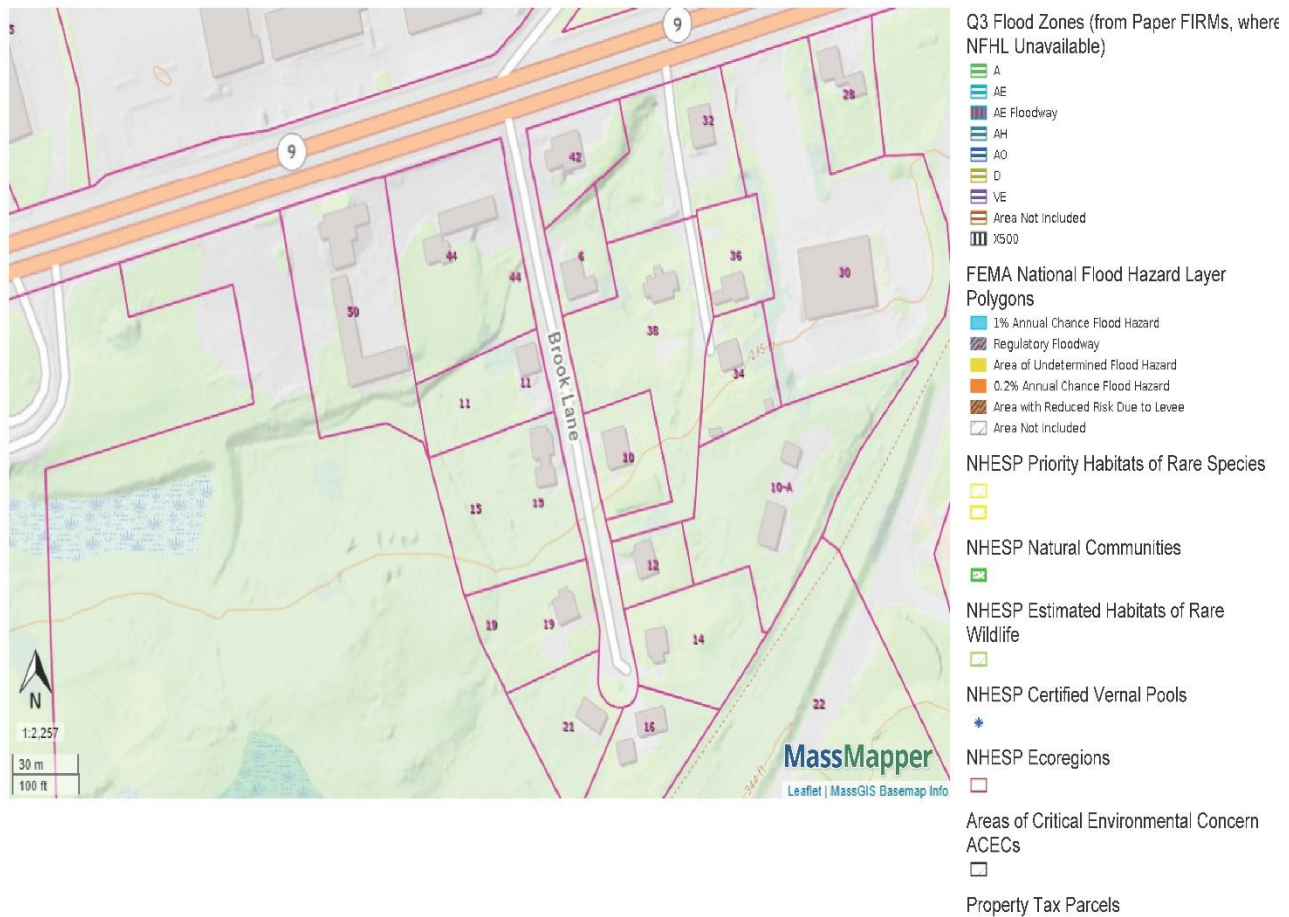 5
9
9
28
32
42
44
44
6
36
30
50
38
Brook Lane
235-ft
34
11
11
10
10-A
15
19
12
19
19
14
22
21
16
344-ft
N
1:2,257
30 m
100 ft
MassMapper
Leaflet | MassGIS Basemap Info
Q3 Flood Zones (from Paper FIRMs, where
NFHL Unavailable)
A
AE
AE Floodway
AH
AO
D
VE
Area Not Included
X500
FEMA National Flood Hazard Layer
Polygons
1% Annual Chance Flood Hazard
Regulatory Floodway
Area of Undetermined Flood Hazard
0.2% Annual Chance Flood Hazard
Area with Reduced Risk Due to Levee
Area Not Included
NHESP Priority Habitats of Rare Species
NHESP Natural Communities
NHESP Estimated Habitats of Rare
Wildlife
NHESP Certified Vernal Pools
NHESP Ecoregions
Areas of Critical Environmental Concern
ACECs
Property Tax Parcels